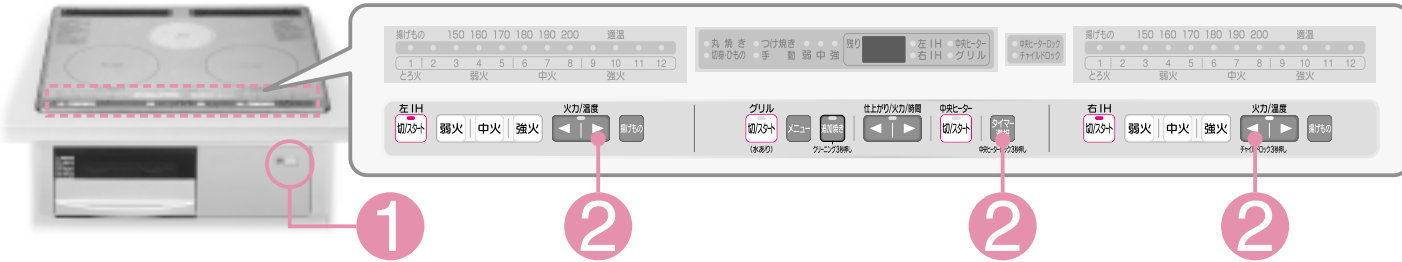 揚げもの 150 160 170 180 190 200 適温
1 2 3 4 5 6 7 8 9 10 11 12
とろ火 弱火 中火 強火
丸焼き つけ焼き 残り 左IH 中央ヒーター
切身・ひもの 手動 弱 中 強 右IH グリル
中央ヒーターロック
チャイルドロック
揚げもの 150 160 170 180 190 200 適温
1 2 3 4 5 6 7 8 9 10 11 12
とろ火 弱火 中火 強火
左IH 火力/温度
切/スタート 弱火 中火 強火 揚げもの
グリル 仕上がり/火力/時間 中央ヒーター
切/スタート メニュー 追加焼き 切/スタート タイマー
(水あり) クリーニング3秒押し 中央ヒーターロック3秒押し
右IH 火力/温度
切/スタート 弱火 中火 強火 揚げもの
チャイルドロック3秒押し
1 2 2 2